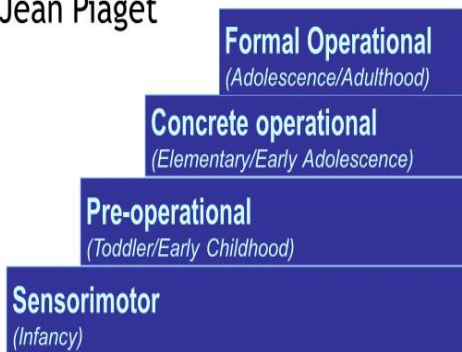 Jean Piaget
Formal Operational
(Adolescence/Adulthood)
Concrete operational
(Elementary/Early Adolescence)
Pre-operational
(Toddler/Early Childhood)
Sensorimotor
(Infancy)